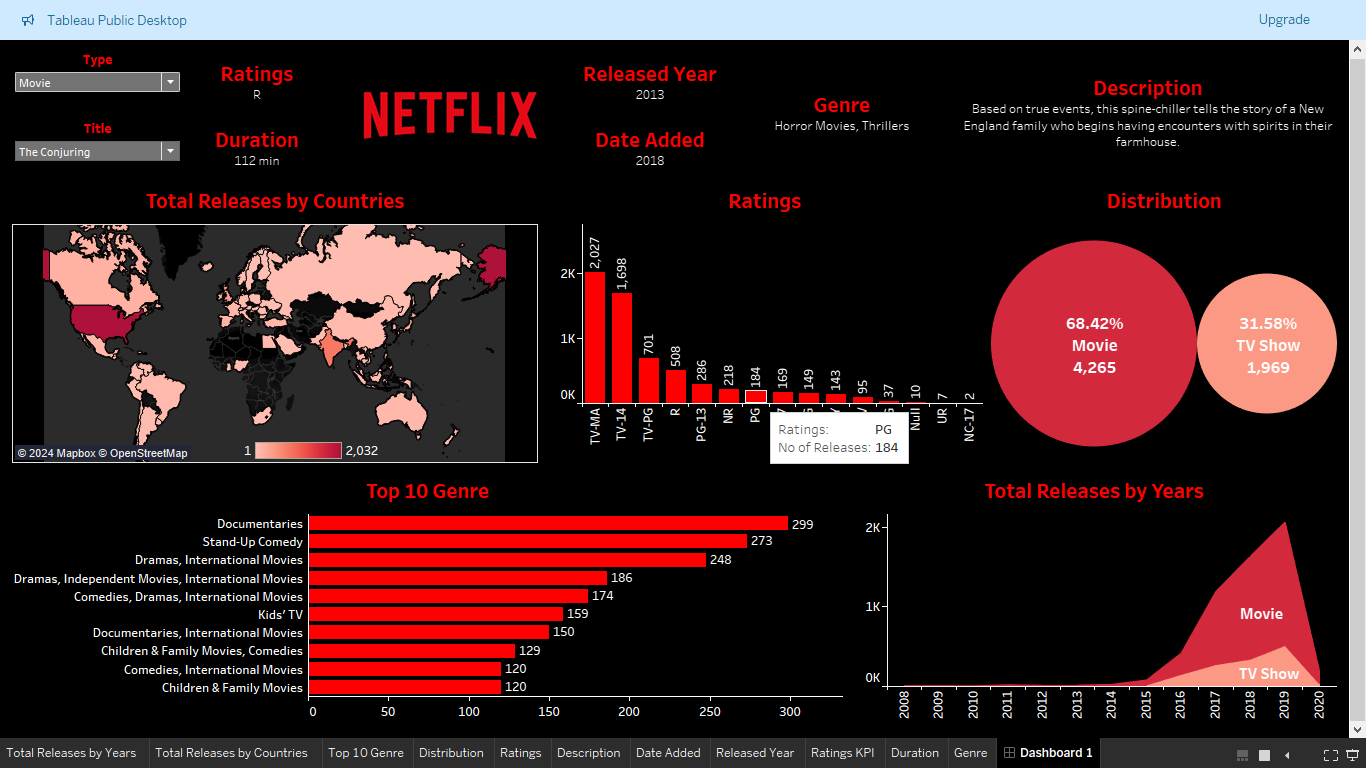 Tableau Public Desktop
Upgrade
Type
Movie
Title
The Conjuring
Ratings
R
Duration
112 min
NETFLIX
Released Year
2013
Date Added
2018
Genre
Horror Movies, Thrillers
Description
Based on true events, this spine-chiller tells the story of a New
England family who begins having encounters with spirits in their
farmhouse.
Total Releases by Countries
© 2024 Mapbox © OpenStreetMap
1
2,032
Ratings
2K
1K
0K
2,027
1,698
701
508
286
218
184
169
149
143
95
37
10
7
2
TV-MA
TV-14
TV-PG
R
PG-13
NR
PG
Null
UR
NC-17
Ratings: PG
No of Releases: 184
Distribution
68.42%
Movie
4,265
31.58%
TV Show
1,969
Top 10 Genre
Documentaries 299
Stand-Up Comedy 273
Dramas, International Movies 248
Dramas, Independent Movies, International Movies 186
Comedies, Dramas, International Movies 174
Kids’ TV 159
Documentaries, International Movies 150
Children & Family Movies, Comedies 129
Comedies, International Movies 120
Children & Family Movies 120
0 50 100 150 200 250 300
Total Releases by Years
2K
1K
0K
Movie
TV Show
2008 2009 2010 2011 2012 2013 2014 2015 2016 2017 2018 2019 2020
Total Releases by Years Total Releases by Countries Top 10 Genre Distribution Ratings Description Date Added Released Year Ratings KPI Duration Genre Dashboard 1